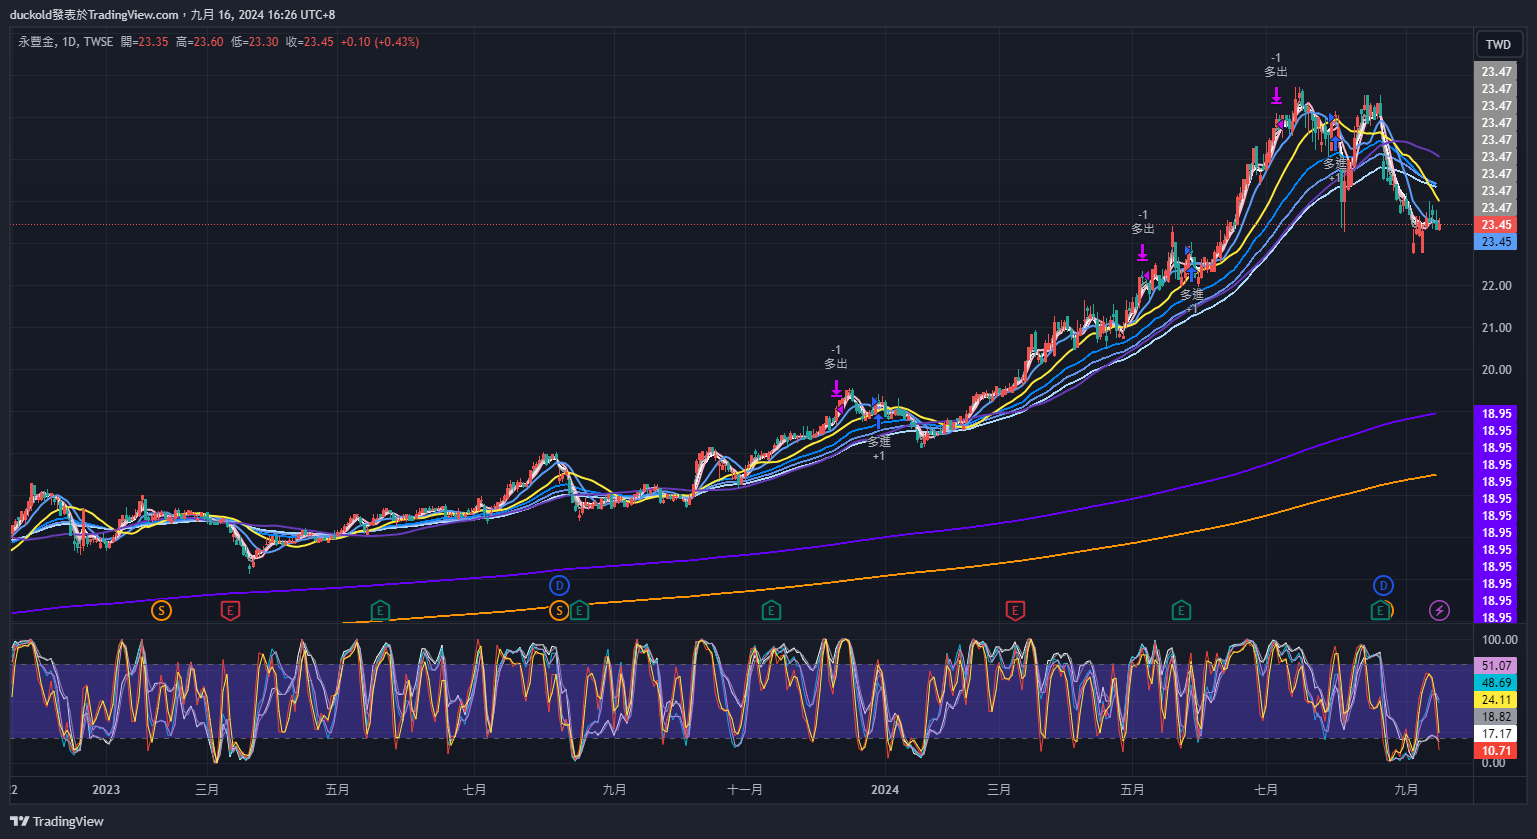 duckold發表於TradingView.com，九月 16, 2024 16:26 UTC+8
永豐金, 1D, TWSE 開=23.35 高=23.60 低=23.30 收=23.45 +0.10 (+0.43%)
TWD
-1
多出
-1
多出
-1
多出
多進
+1
多進
+1
多進
+1
23.47
23.47
23.47
23.47
23.47
23.47
23.47
23.47
23.47
23.45
23.45
22.00
21.00
20.00
18.95
18.95
18.95
18.95
18.95
18.95
18.95
18.95
18.95
18.95
18.95
18.95
18.95
D
D
S
E
E
S
E
E
E
E
E
100.00
51.07
48.69
24.11
18.82
17.17
10.71
0.00
2
2023
三月
五月
七月
九月
十一月
2024
三月
五月
七月
九月
TradingView